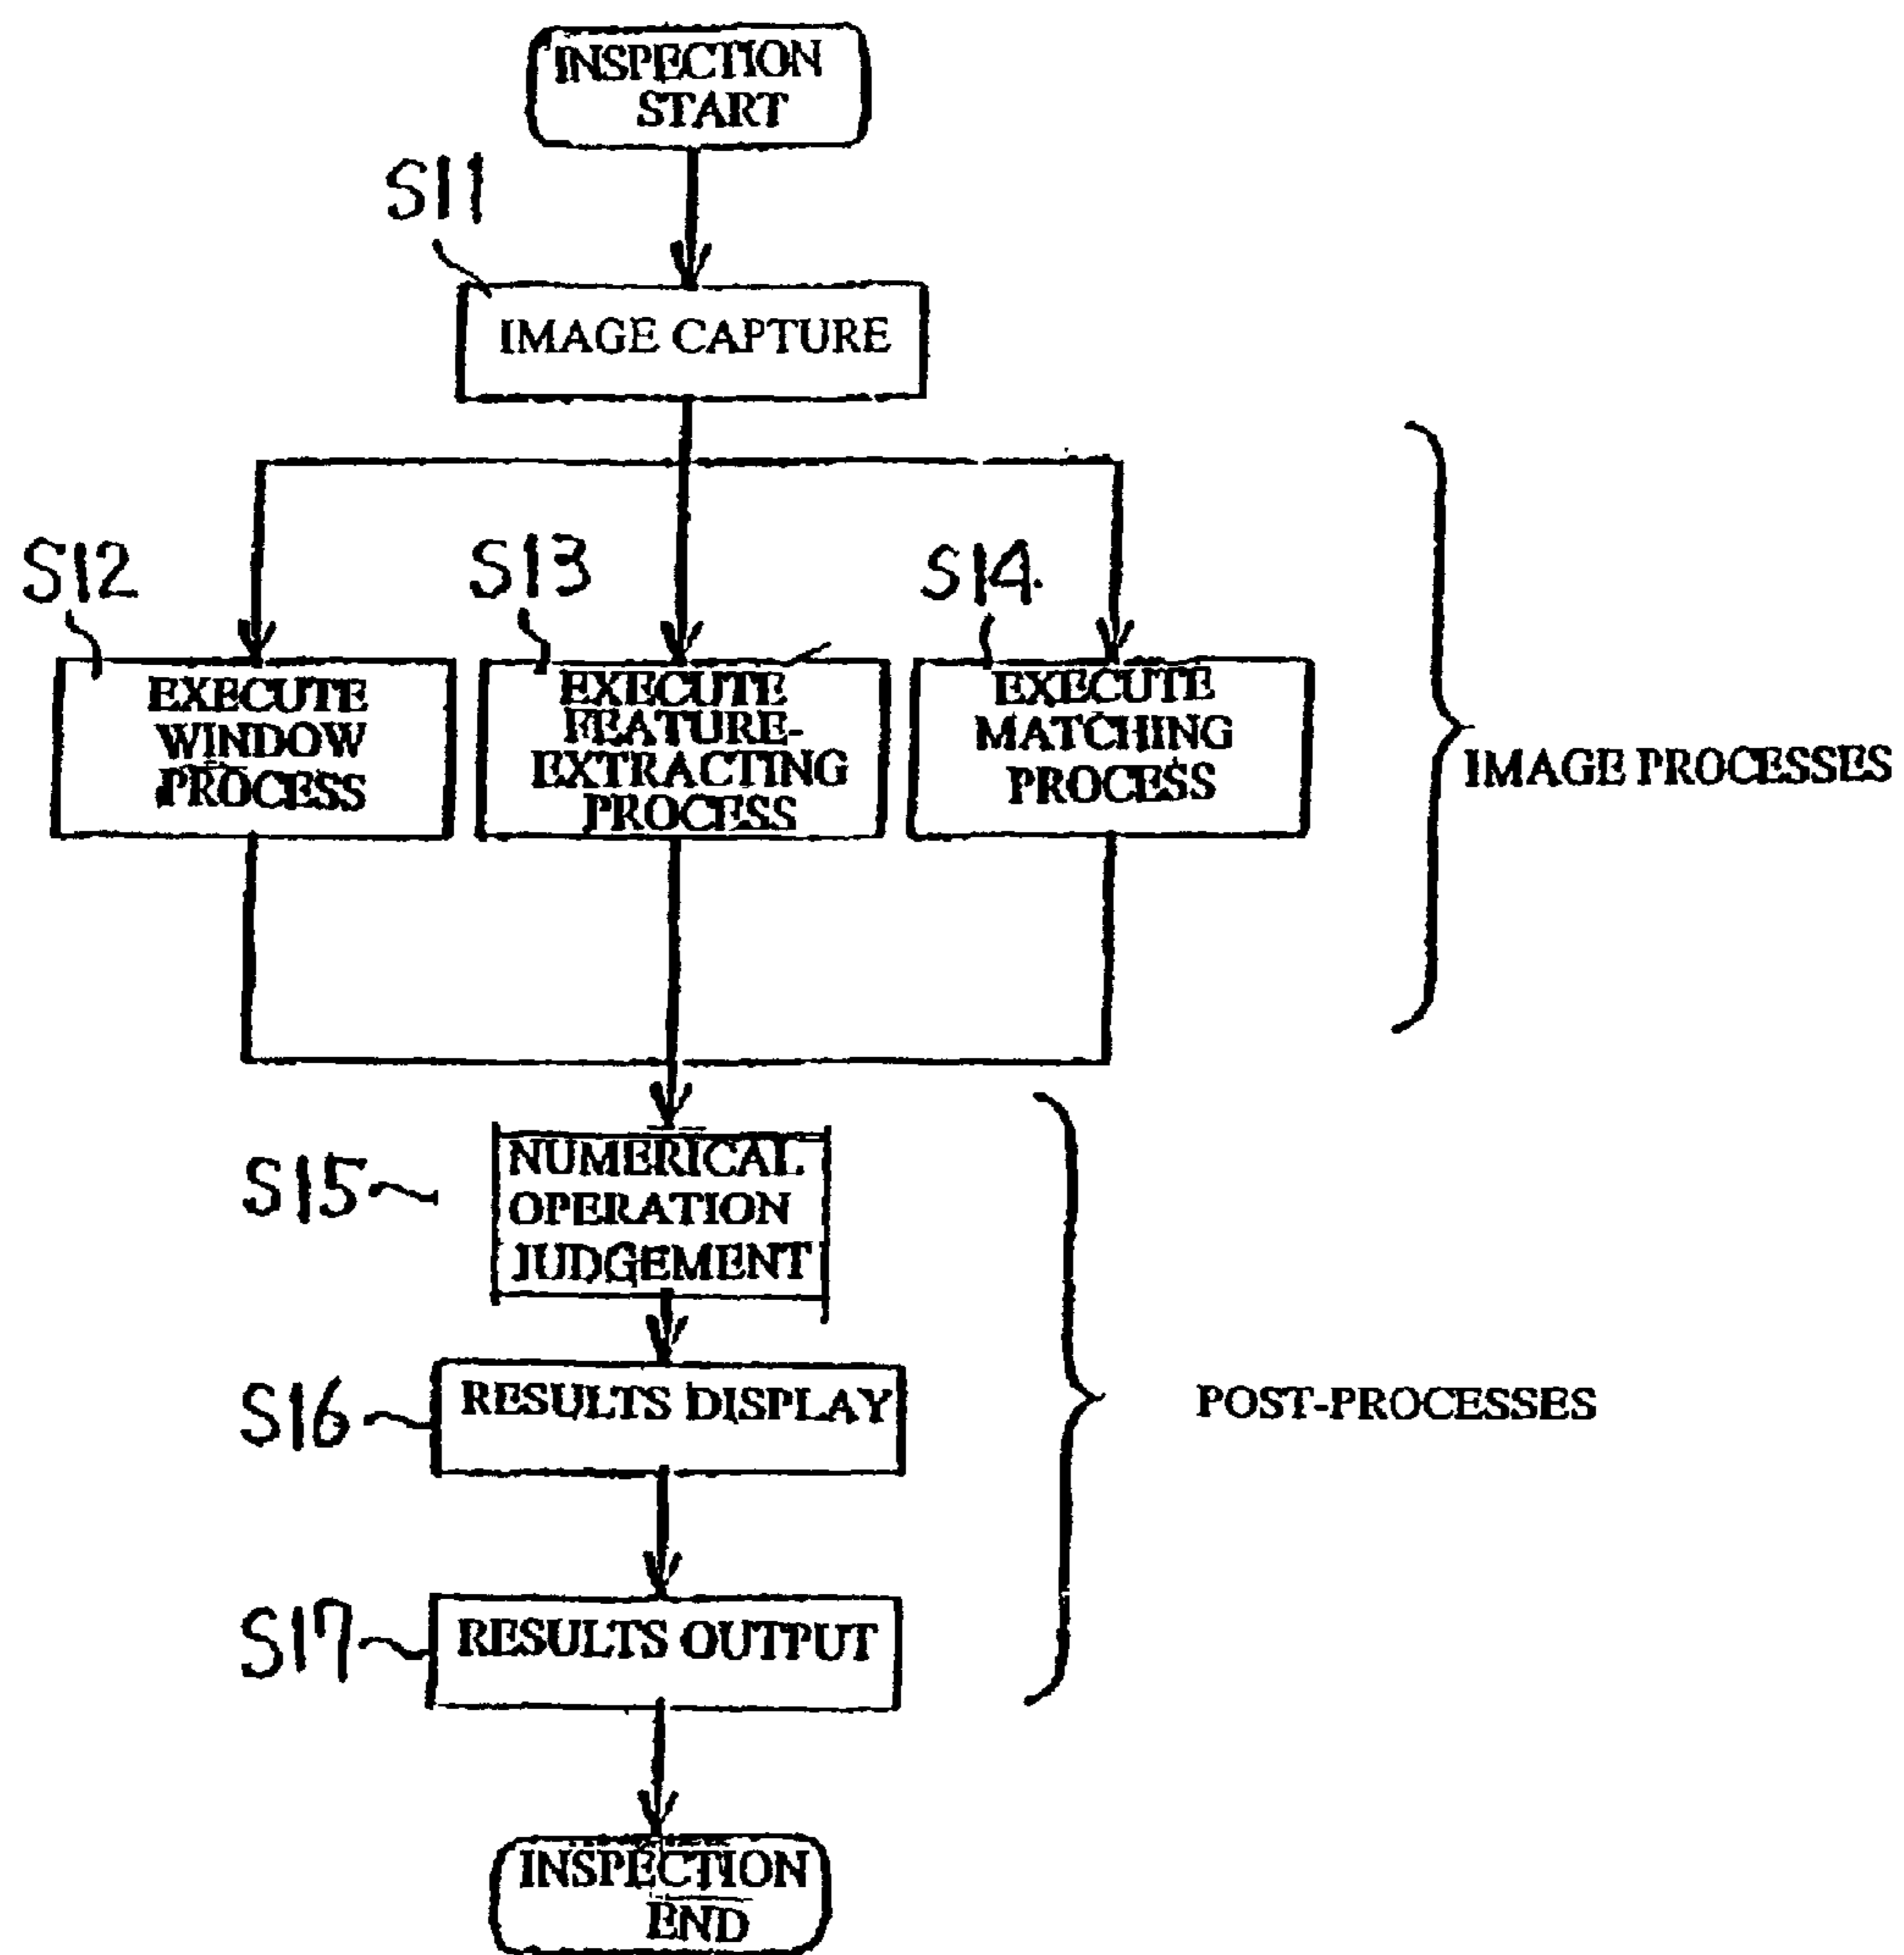 INSPECTION
START
S11
IMAGE CAPTURE
S12
S13
S14
EXECUTE
WINDOW
PROCESS
EXECUTE
FEATURE-
EXTRACTING
PROCESS
EXECUTE
MATCHING
PROCESS
IMAGE PROCESSES
S15
NUMERICAL
OPERATION
JUDGEMENT
S16
RESULTS DISPLAY
POST-PROCESSES
S17
RESULTS OUTPUT
INSPECTION
END